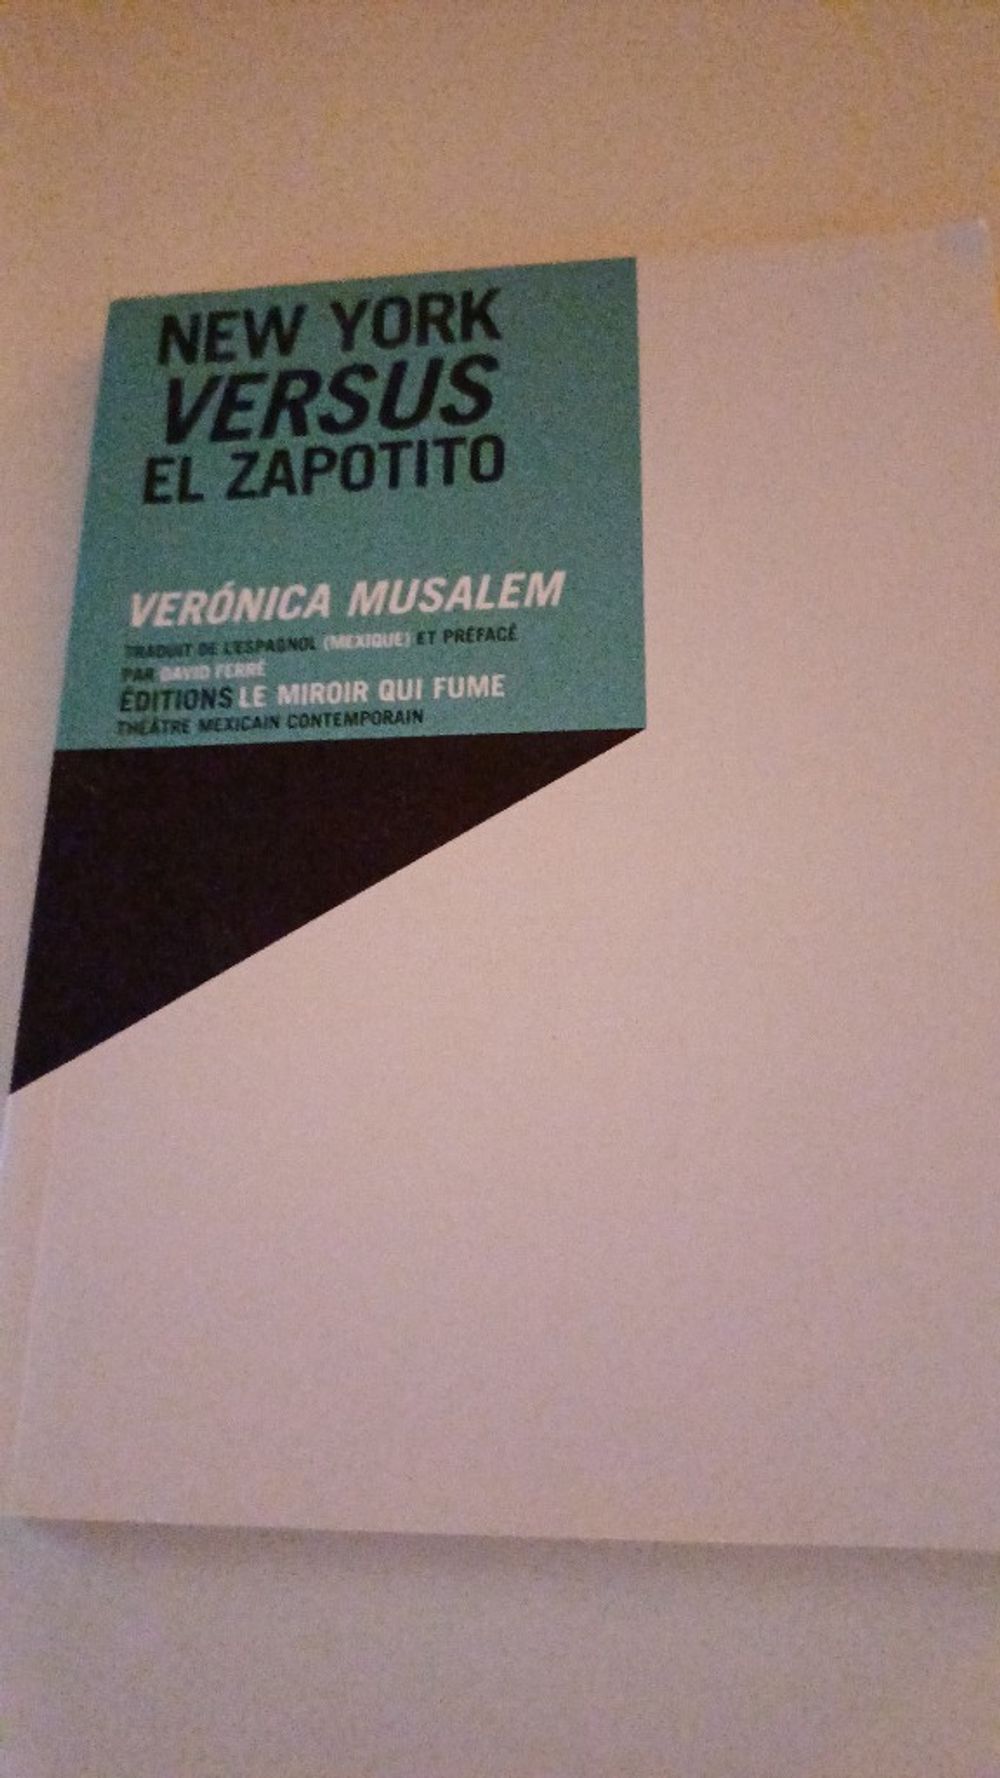 NEW YORK
VERSUS
EL ZAPOTITO
VERÓNICA MUSALEM
TRADUIT DE L'ESPAGNOL (MEXIQUE) ET PRÉFACÉ
PAR DAVID FERRÉ
ÉDITIONS LE MIROIR QUI FUME
THÉÂTRE MEXICAIN CONTEMPORAIN